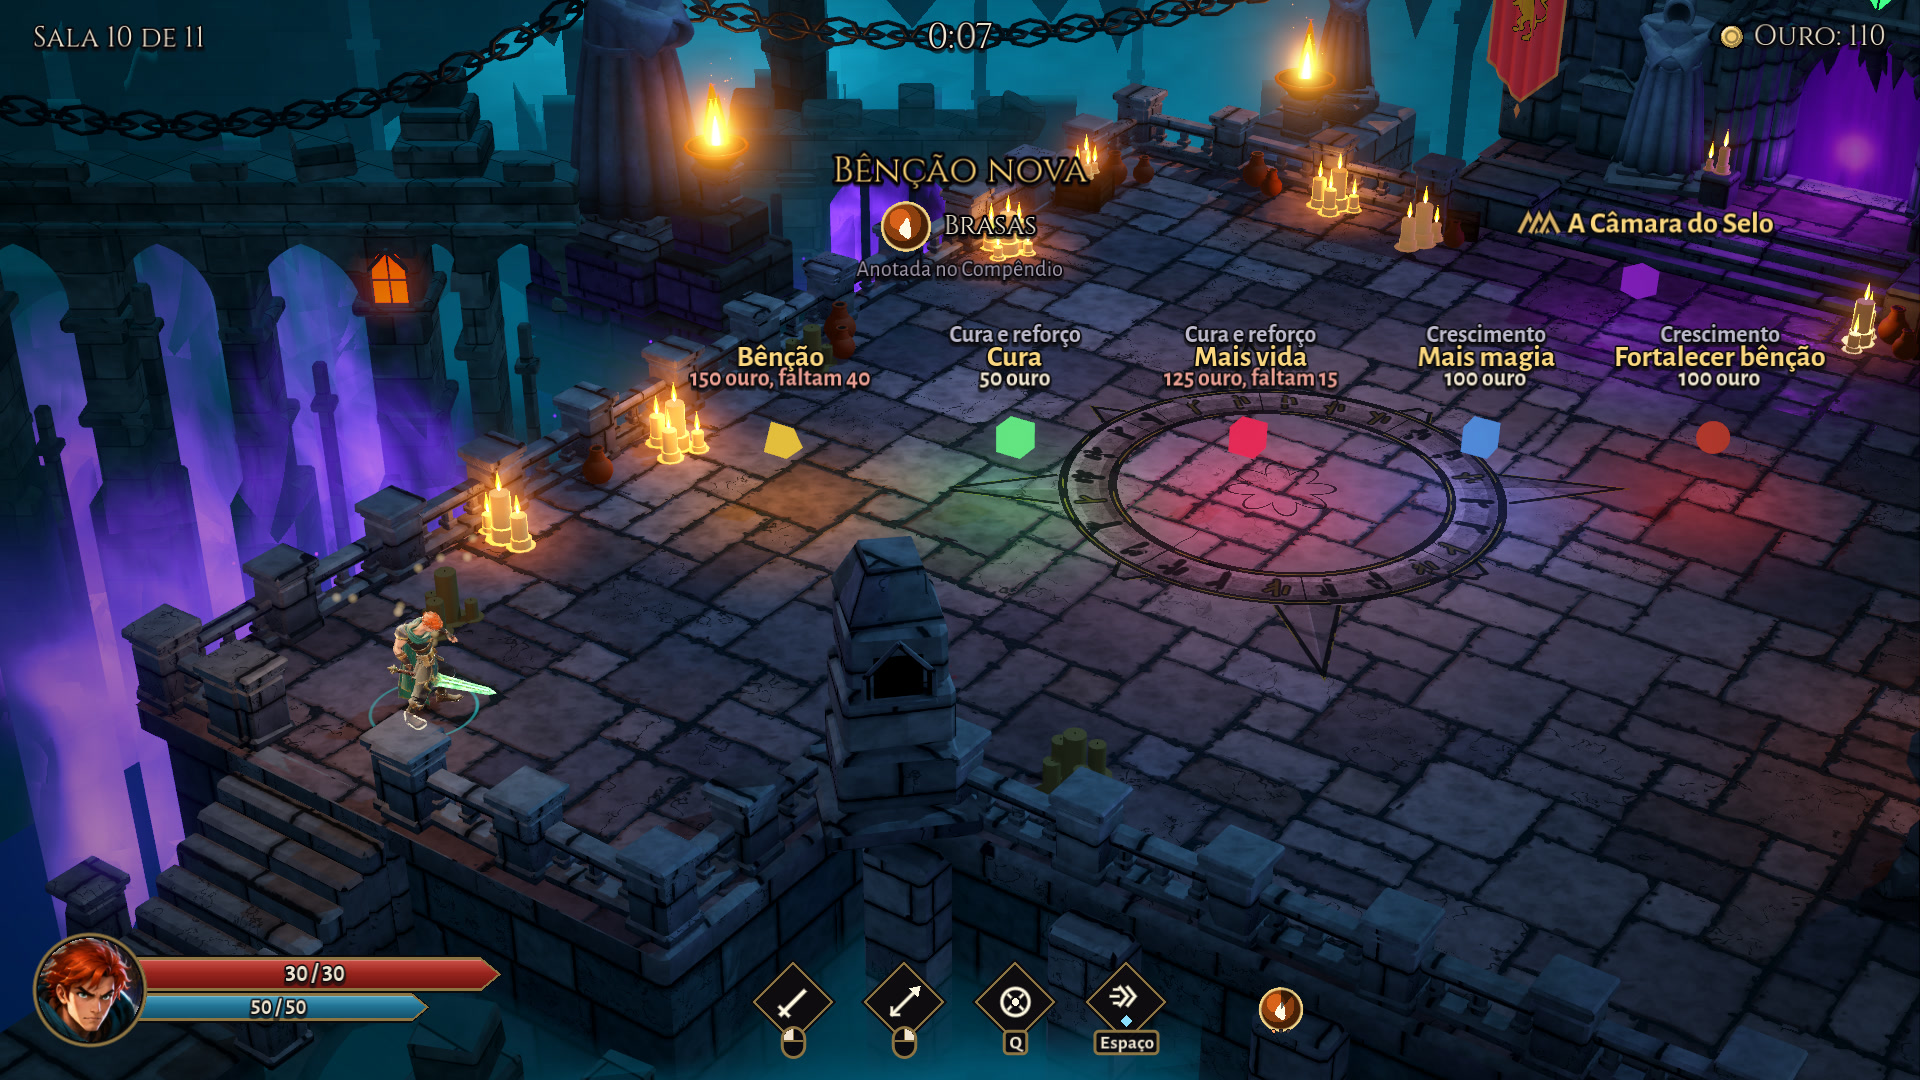 Sala 10 de 11
0:07
Ouro: 110
Bênção nova
Brasas
Anotada no Compêndio
A Câmara do Selo
Bênção
150 ouro, faltam 40
Cura e reforço
Cura
50 ouro
Cura e reforço
Mais vida
125 ouro, faltam 15
Crescimento
Mais magia
100 ouro
Crescimento
Fortalecer bênção
100 ouro
30/30
50/50
Q
Espaço